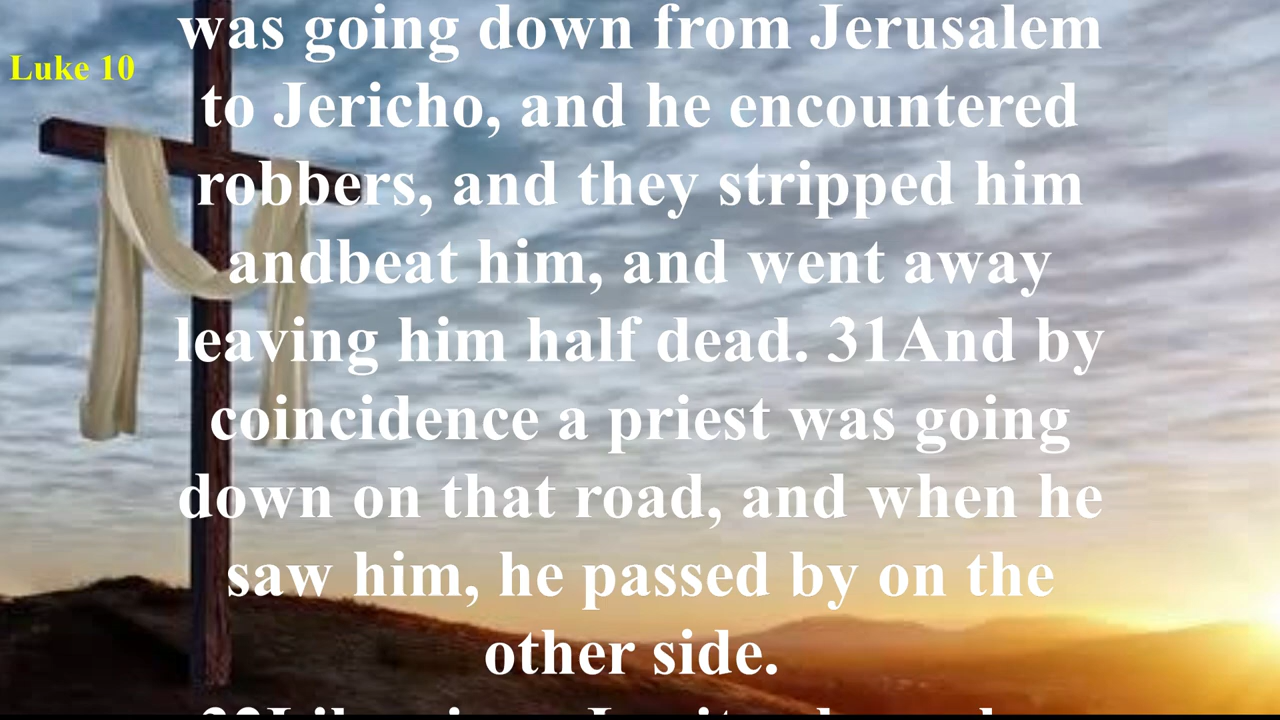 was going down from Jerusalem
Luke 10
to Jericho, and he encountered
robbers, and they stripped him
andbeat him, and went away
leaving him half dead. 31And by
coincidence a priest was going
down on that road, and when he
saw him, he passed by on the
other side.